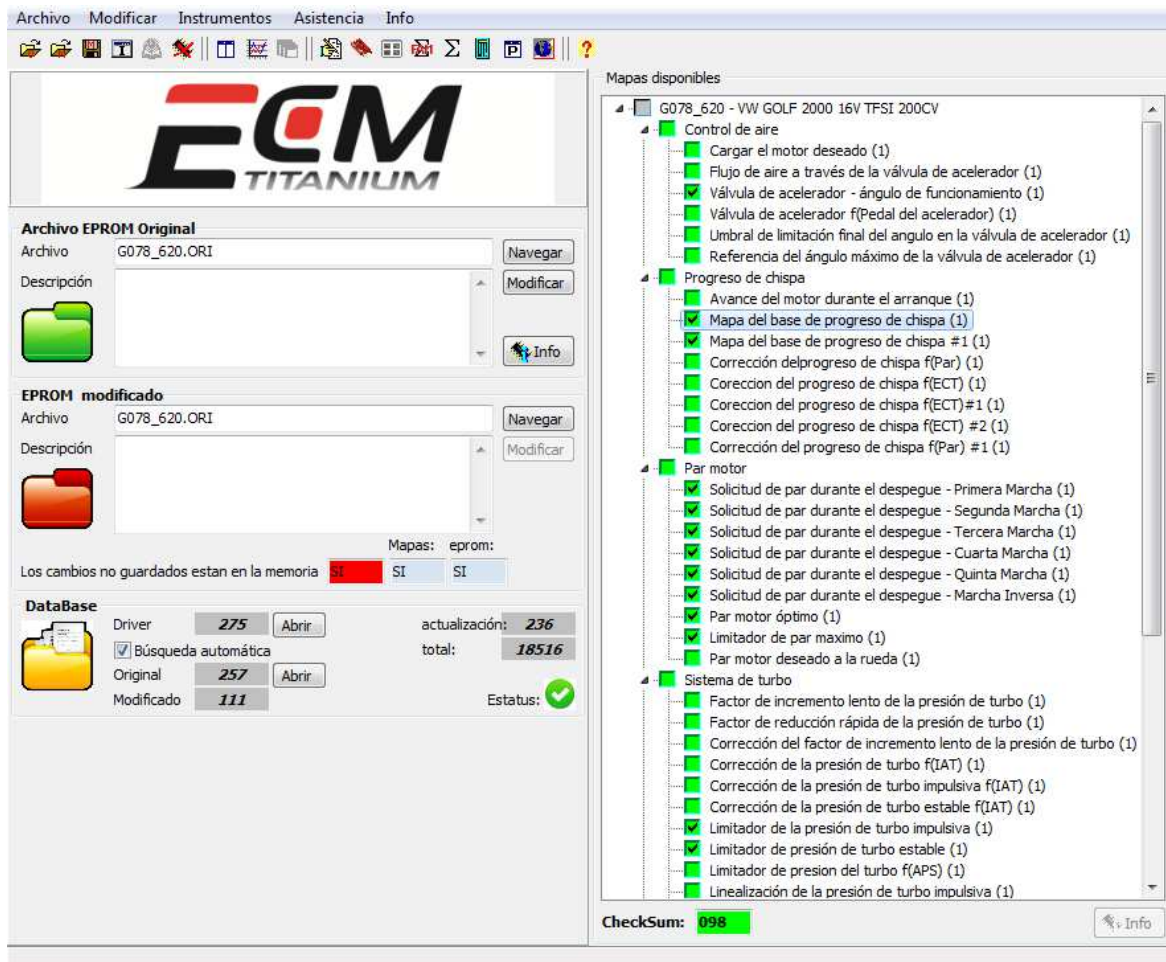 Archivo Modificar Instrumentos Asistencia Info
ECM
TITANIUM
Archivo EPROM Original
Archivo G078_620.ORI Navegar
Descripción Modificar
Info
EPROM modificado
Archivo G078_620.ORI Navegar
Descripción Modificar
Mapas: eprom:
Los cambios no guardados estan en la memoria SI SI SI
DataBase
Driver 275 Abrir actualización: 236
Búsqueda automática total: 18516
Original 257 Abrir
Modificado 111 Estatus:
Mapas disponibles
G078_620 - VW GOLF 2000 16V TFSI 200CV
Control de aire
Cargar el motor deseado (1)
Flujo de aire a través de la válvula de acelerador (1)
Válvula de acelerador - ángulo de funcionamiento (1)
Válvula de acelerador f(Pedal del acelerador) (1)
Umbral de limitación final del angulo en la válvula de acelerador (1)
Referencia del ángulo máximo de la válvula de acelerador (1)
Progreso de chispa
Avance del motor durante el arranque (1)
Mapa del base de progreso de chispa (1)
Mapa del base de progreso de chispa #1 (1)
Corrección delprogreso de chispa f(Par) (1)
Coreccion del progreso de chispa f(ECT) (1)
Coreccion del progreso de chispa f(ECT)#1 (1)
Coreccion del progreso de chispa f(ECT) #2 (1)
Corrección del progreso de chispa f(Par) #1 (1)
Par motor
Solicitud de par durante el despegue - Primera Marcha (1)
Solicitud de par durante el despegue - Segunda Marcha (1)
Solicitud de par durante el despegue - Tercera Marcha (1)
Solicitud de par durante el despegue - Cuarta Marcha (1)
Solicitud de par durante el despegue - Quinta Marcha (1)
Solicitud de par durante el despegue - Marcha Inversa (1)
Par motor óptimo (1)
Limitador de par maximo (1)
Par motor deseado a la rueda (1)
Sistema de turbo
Factor de incremento lento de la presión de turbo (1)
Factor de reducción rápida de la presión de turbo (1)
Corrección del factor de incremento lento de la presión de turbo (1)
Corrección de la presión de turbo f(IAT) (1)
Corrección de la presión de turbo impulsiva f(IAT) (1)
Corrección de la presión de turbo estable f(IAT) (1)
Limitador de la presión de turbo impulsiva (1)
Limitador de presión de turbo estable (1)
Limitador de presion del turbo f(APS) (1)
Linealización de la presión de turbo impulsiva (1)
CheckSum: 098 Info